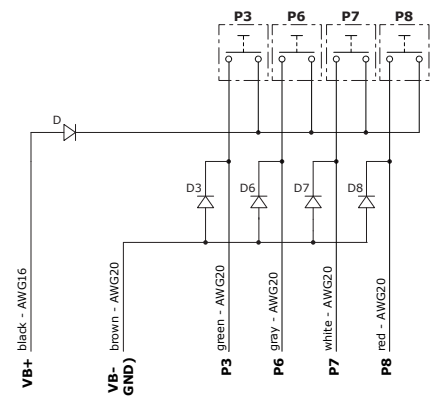 P3 P6 P7 P8
D
D3 D6 D7 D8
black - AWG16
brown - AWG20
green - AWG20
gray - AWG20
white - AWG20
red - AWG20
VB+
VB-
GND)
P3
P6
P7
P8